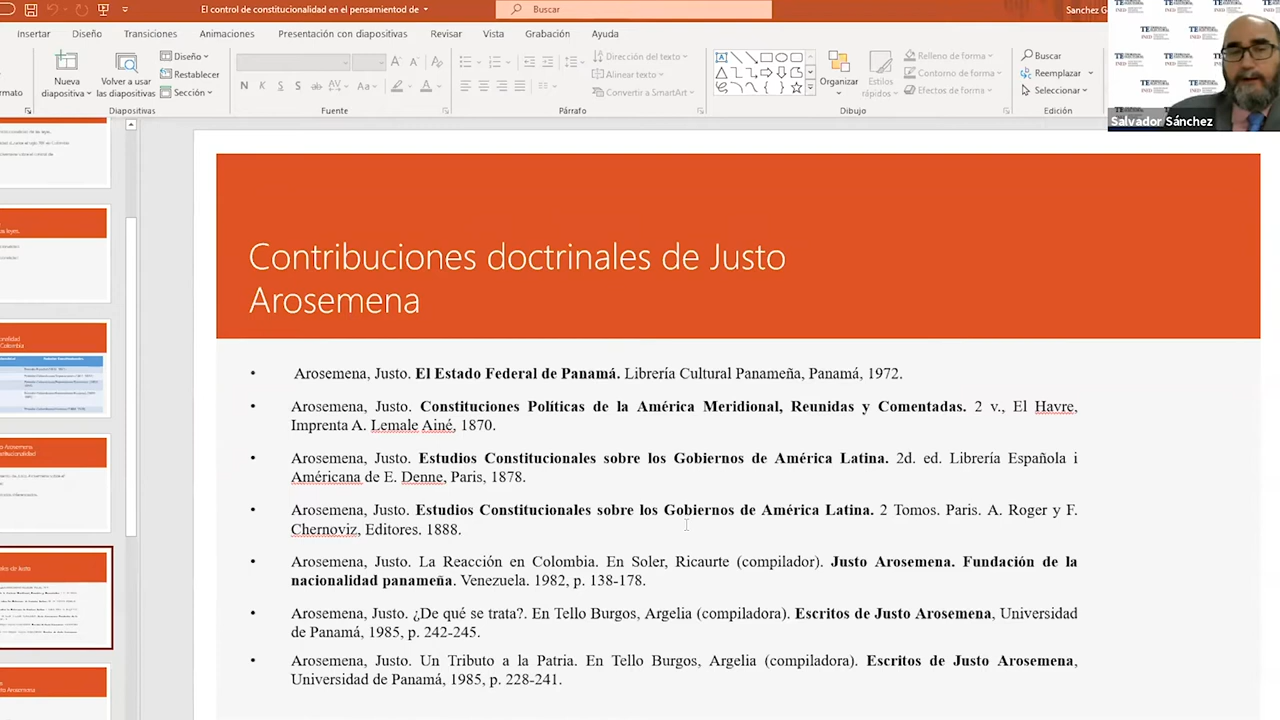 El control de constitucionalidad en el pensamientod de
Buscar
Sanchez G
Insertar Diseño Transiciones Animaciones Presentación con diapositivas Revisar Vista Grabación Ayuda
Nueva diapositiva
Volver a usar las diapositivas
Diseño
Restablecer
Sección
Diapositivas
N K S S
Aa
Fuente
Dirección del texto
Alinear texto
Convertir a SmartArt
Párrafo
Organizar
Estilos rápidos
Relleno de forma
Contorno de forma
Efectos de forma
Dibujo
Buscar
Reemplazar
Seleccionar
Edición
Salvador Sánchez
Contribuciones doctrinales de Justo
Arosemena
• Arosmena, Justo. El Estado Federal de Panamá. Librería Cultural Panameña, Panamá, 1972.
• Arosemena, Justo. Constituciones Políticas de la América Meridional, Reunidas y Comentadas. 2 v., El Havre,
Imprenta A. Lemale Ainé, 1870.
• Arosemena, Justo. Estudios Constitucionales sobre los Gobiernos de América Latina. 2d. ed. Librería Española i
Américana de E. Denne, París, 1878.
• Arosemena, Justo. Estudios Constitucionales sobre los Gobiernos de América Latina. 2 Tomos. Paris. A. Roger y F.
Chernoviz, Editores. 1888.
• Arosemena, Justo. La Reacción en Colombia. En Soler, Ricarte (compilador). Justo Arosemena. Fundación de la
nacionalidad panameña. Venezuela. 1982, p. 138-178.
• Arosemena, Justo. ¿Dó Nuestra?. En Tello Burgos, Argelia (compiladora). Escritos de Justo Arosemena, Universidad
de Panamá, 1985, p. 242-245.
• Arosemena, Justo. Un Tributo a la Patria. En Tello Burgos, Argelia (compiladora). Escritos de Justo Arosemena,
Universidad de Panamá, 1985, p. 228-241.